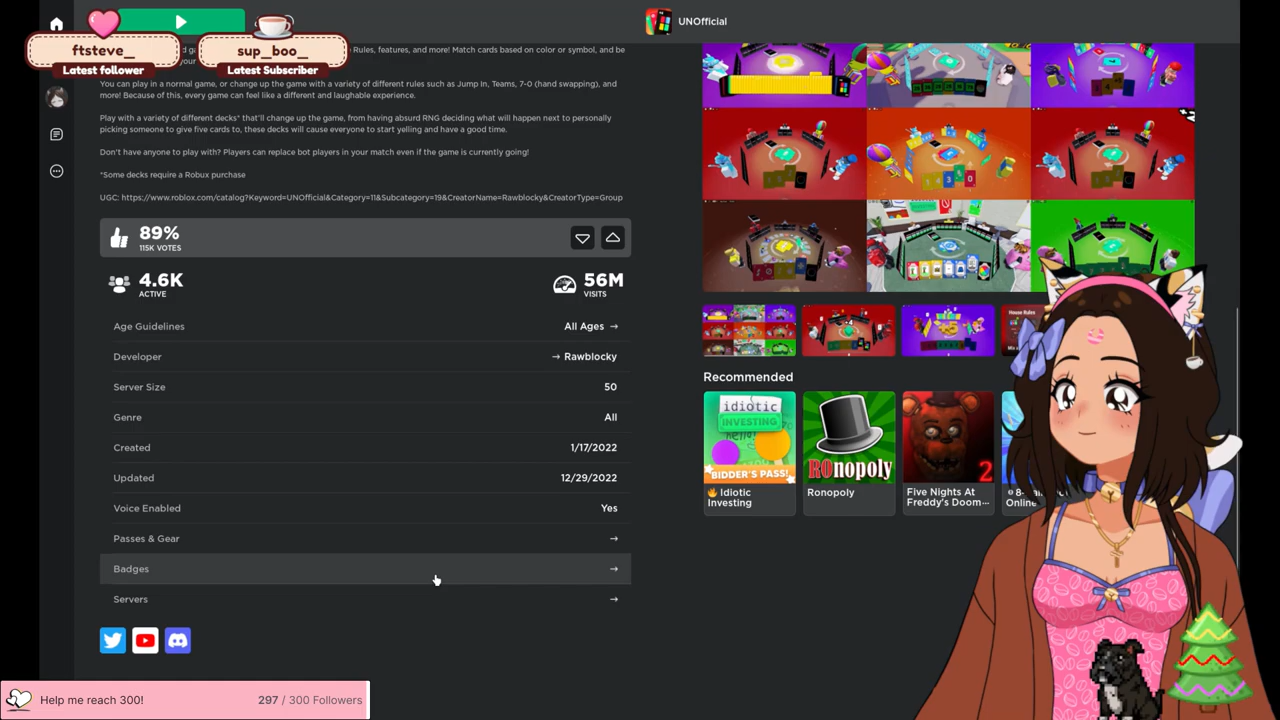 UNOfficial
ftsteve_
Latest follower
sup_boo_
Latest Subscriber
Rules, features, and more! Match cards based on color or symbol, and be
You can play in a normal game, or change up the game with a variety of different rules such as Jump In, Teams, 7-0 (hand swapping), and
more! Because of this, every game can feel like a different and laughable experience.
Play with a variety of different decks* that'll change up the game, from having absurd RNG deciding what will happen next to personally
picking someone to give five cards to, these decks will cause everyone to start yelling and have a good time.
Don't have anyone to play with? Players can replace bot players in your match even if the game is currently going!
*Some decks require a Robux purchase
UGC: https://www.roblox.com/catalog?Keyword=UNOfficial&Category=11&Subcategory=19&CreatorName=Rawblocky&CreatorType=Group
89%
115K VOTES
4.6K
ACTIVE
56M
VISITS
Age Guidelines
All Ages →
Developer
→ Rawblocky
Server Size
50
Genre
All
Created
1/17/2022
Updated
12/29/2022
Voice Enabled
Yes
Passes & Gear →
Badges →
Servers →
House Rules
Recommended
idiotic
INVESTING
hello!
BIDDER'S PASS!
RONOPOLY
2
🔥 Idiotic
Investing
Ronopoly
Five Nights At
Freddy's Doom...
Online
Help me reach 300!
297 / 300 Followers